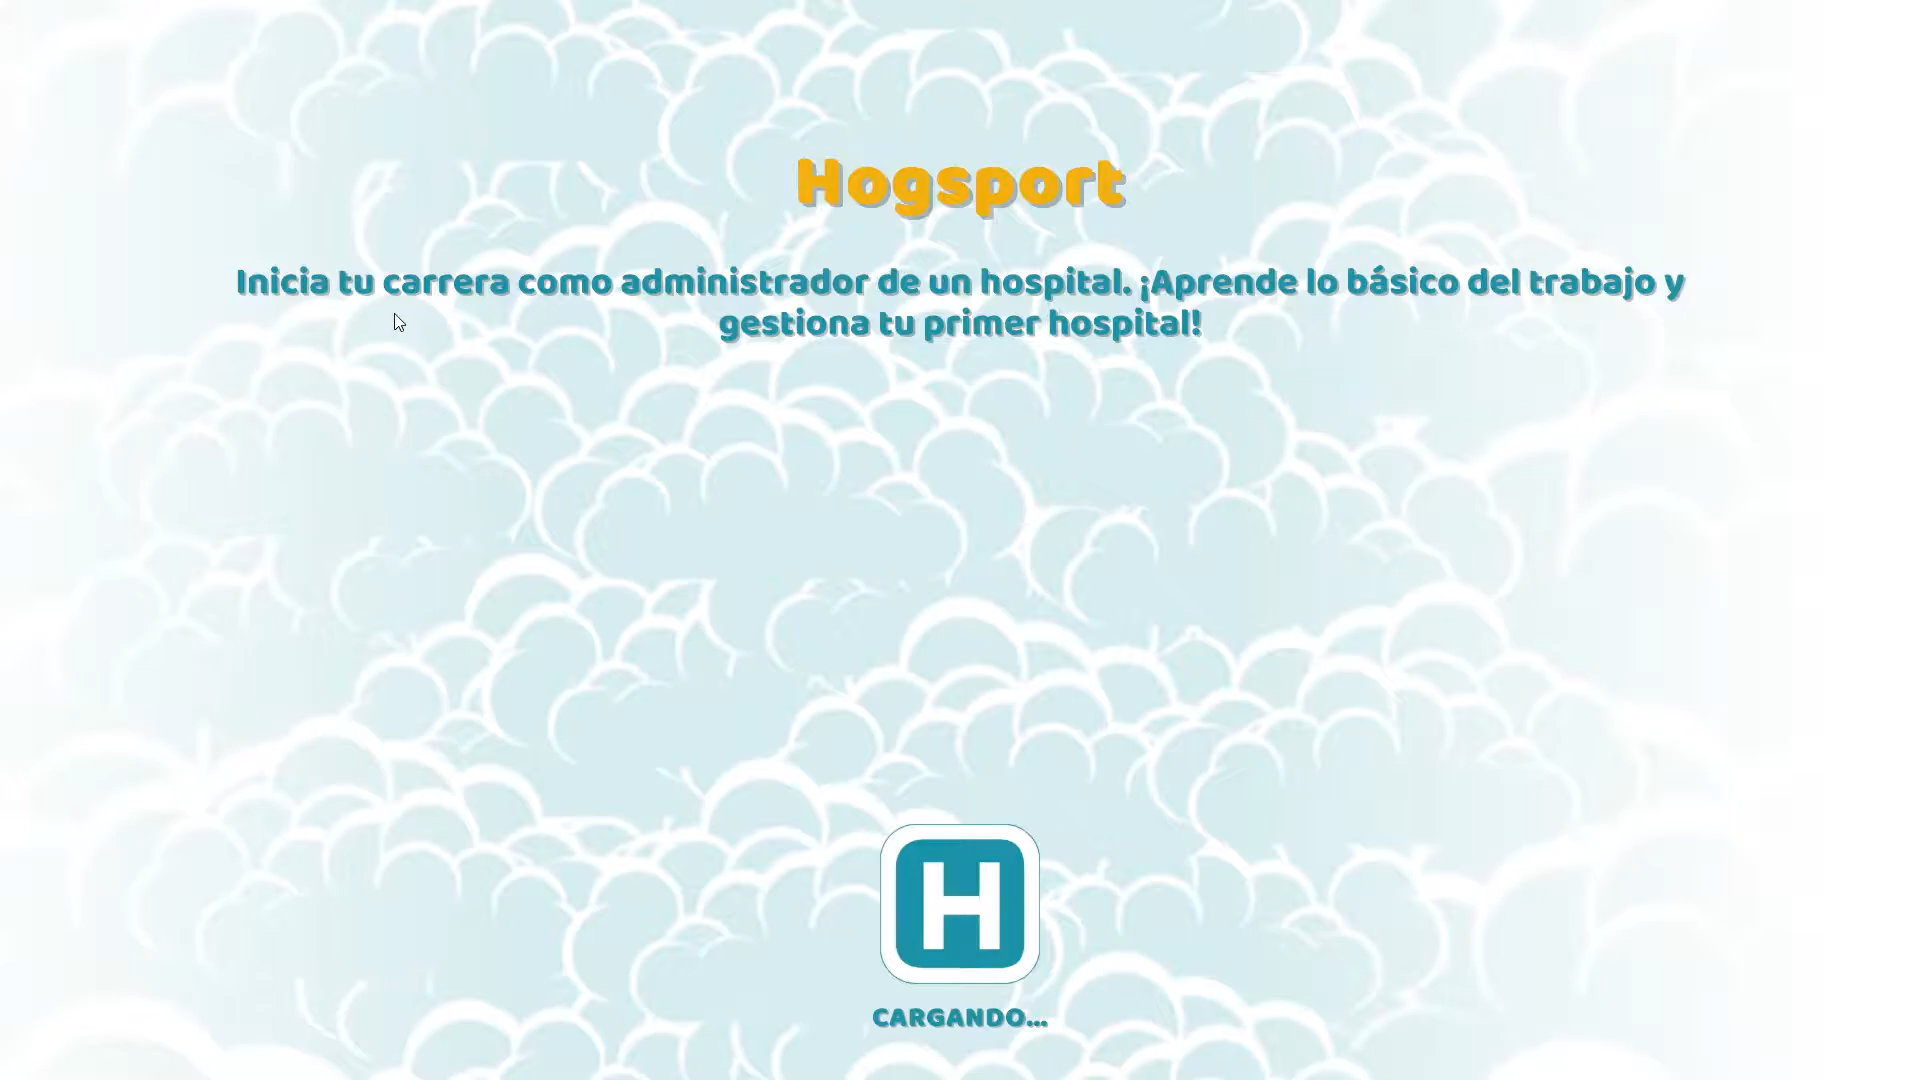 Hogsport
Inicia tu carrera como administrador de un hospital. ¡Aprende lo básico del trabajo y
gestiona tu primer hospital!
H
CARGANDO...